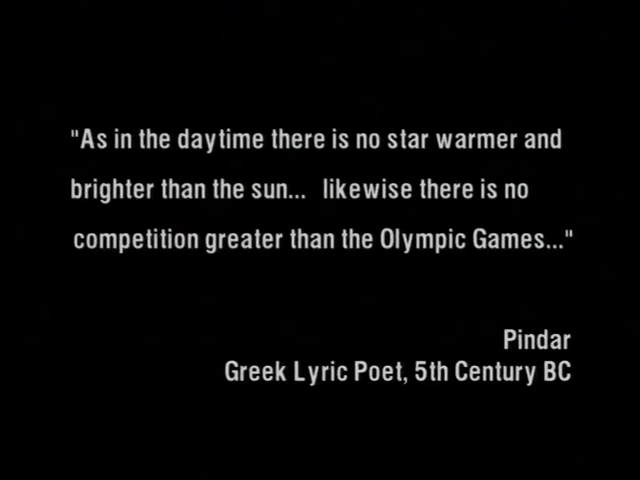 "As in the daytime there is no star warmer and
brighter than the sun... likewise there is no
competition greater than the Olympic Games..."
Pindar
Greek Lyric Poet, 5th Century BC